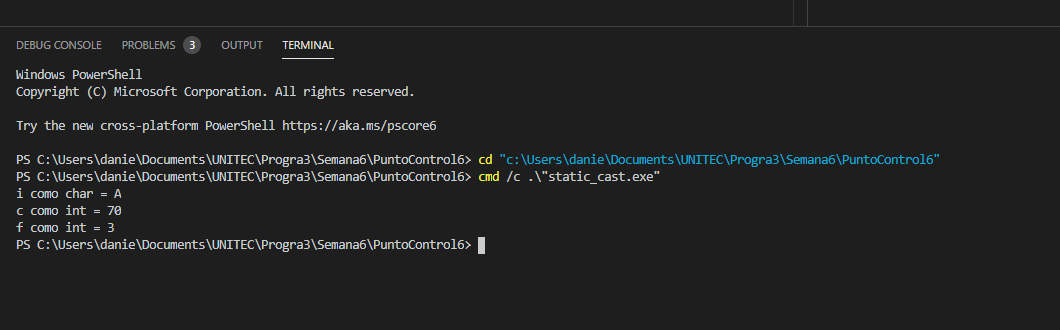 DEBUG CONSOLE PROBLEMS 3 OUTPUT TERMINAL
Windows PowerShell
Copyright (C) Microsoft Corporation. All rights reserved.
Try the new cross-platform PowerShell https://aka.ms/pscore6
PS C:\Users\danie\Documents\UNITEC\Progra3\Semana6\PuntoControl6> cd "c:\Users\danie\Documents\UNITEC\Progra3\Semana6\PuntoControl6"
PS C:\Users\danie\Documents\UNITEC\Progra3\Semana6\PuntoControl6> cmd /c .\"static_cast.exe"
i como char = A
c como int = 70
f como int = 3
PS C:\Users\danie\Documents\UNITEC\Progra3\Semana6\PuntoControl6>